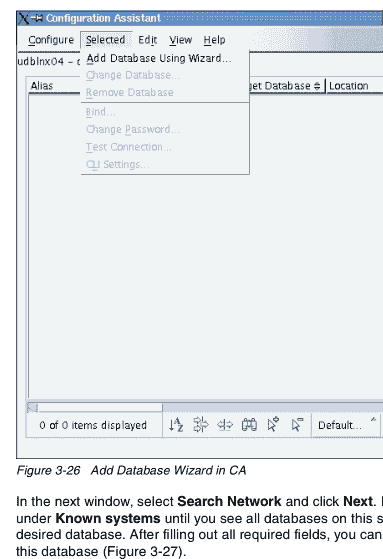 Configuration Assistant
Configure Selected Edit View Help
udblnx04 -
Add Database Using Wizard...
Change Database...
Alias
get Database
Location
Remove Database
Bind...
Change Password...
Test Connection...
CLI Settings...
0 of 0 items displayed
Default...
Figure 3-26 Add Database Wizard in CA
In the next window, select Search Network and click Next.
under Known systems until you see all databases on this s
desired database. After filling out all required fields, you can
this database (Figure 3-27).